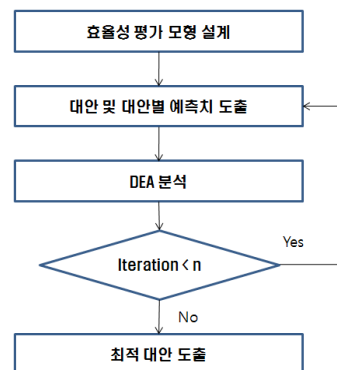 효율성 평가 모형 설계
대안 및 대안별 예측치 도출
DEA 분석
Iteration < n
Yes
No
최적 대안 도출